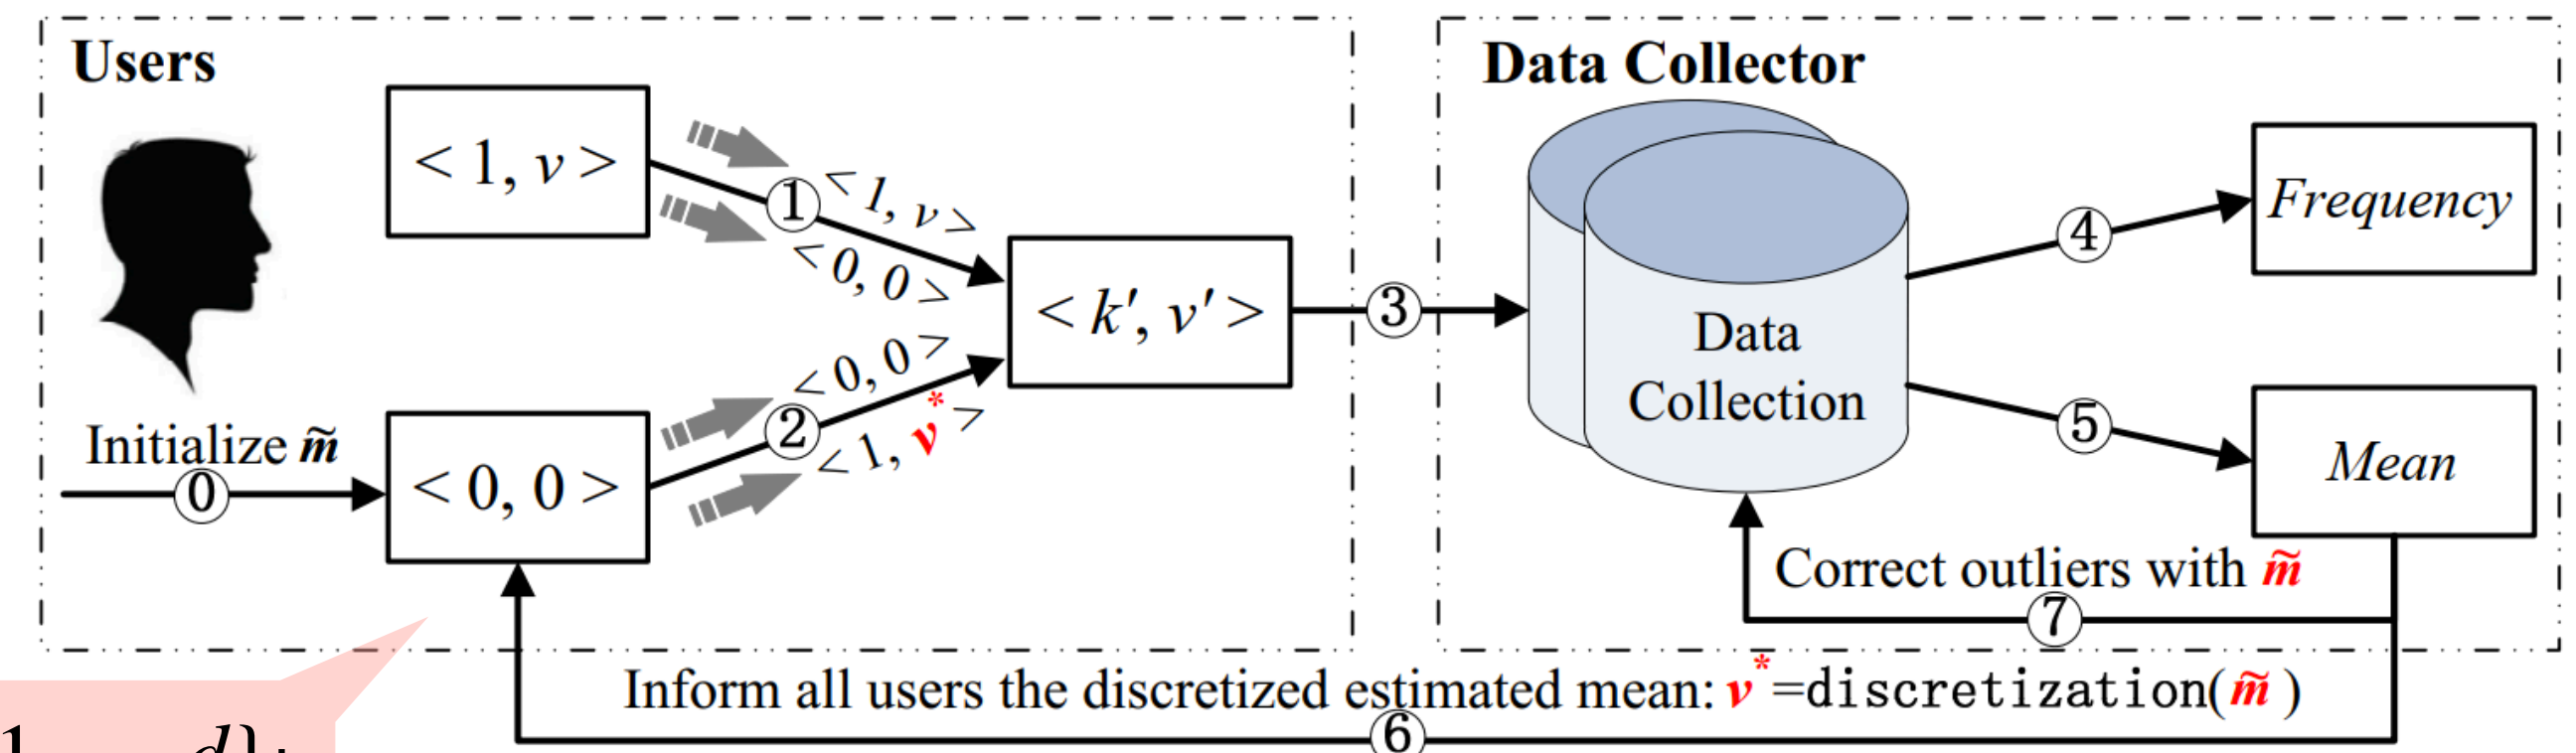 Users
< 1, v >
① < 1, v >
< 0, 0 >
Initialize m̃
⓪
< 0, 0 >
< 0, 0 >
② < 1, v* >
< k′, v′ >
③
Data Collector
Data
Collection
④
Frequency
⑤
Mean
Correct outliers with m̃
⑦
Inform all users the discretized estimated mean: v*=discretization(m̃ )
⑥